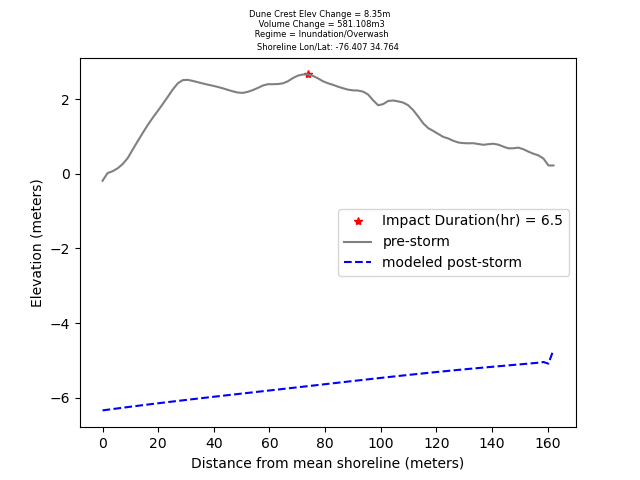 Dune Crest Elev Change = 8.35m
Volume Change = 581.108m3
Regime = Inundation/Overwash
Shoreline Lon/Lat: -76.407 34.764
2
0
−2
−4
−6
Elevation (meters)
Impact Duration(hr) = 6.5
pre-storm
modeled post-storm
0 20 40 60 80 100 120 140 160
Distance from mean shoreline (meters)